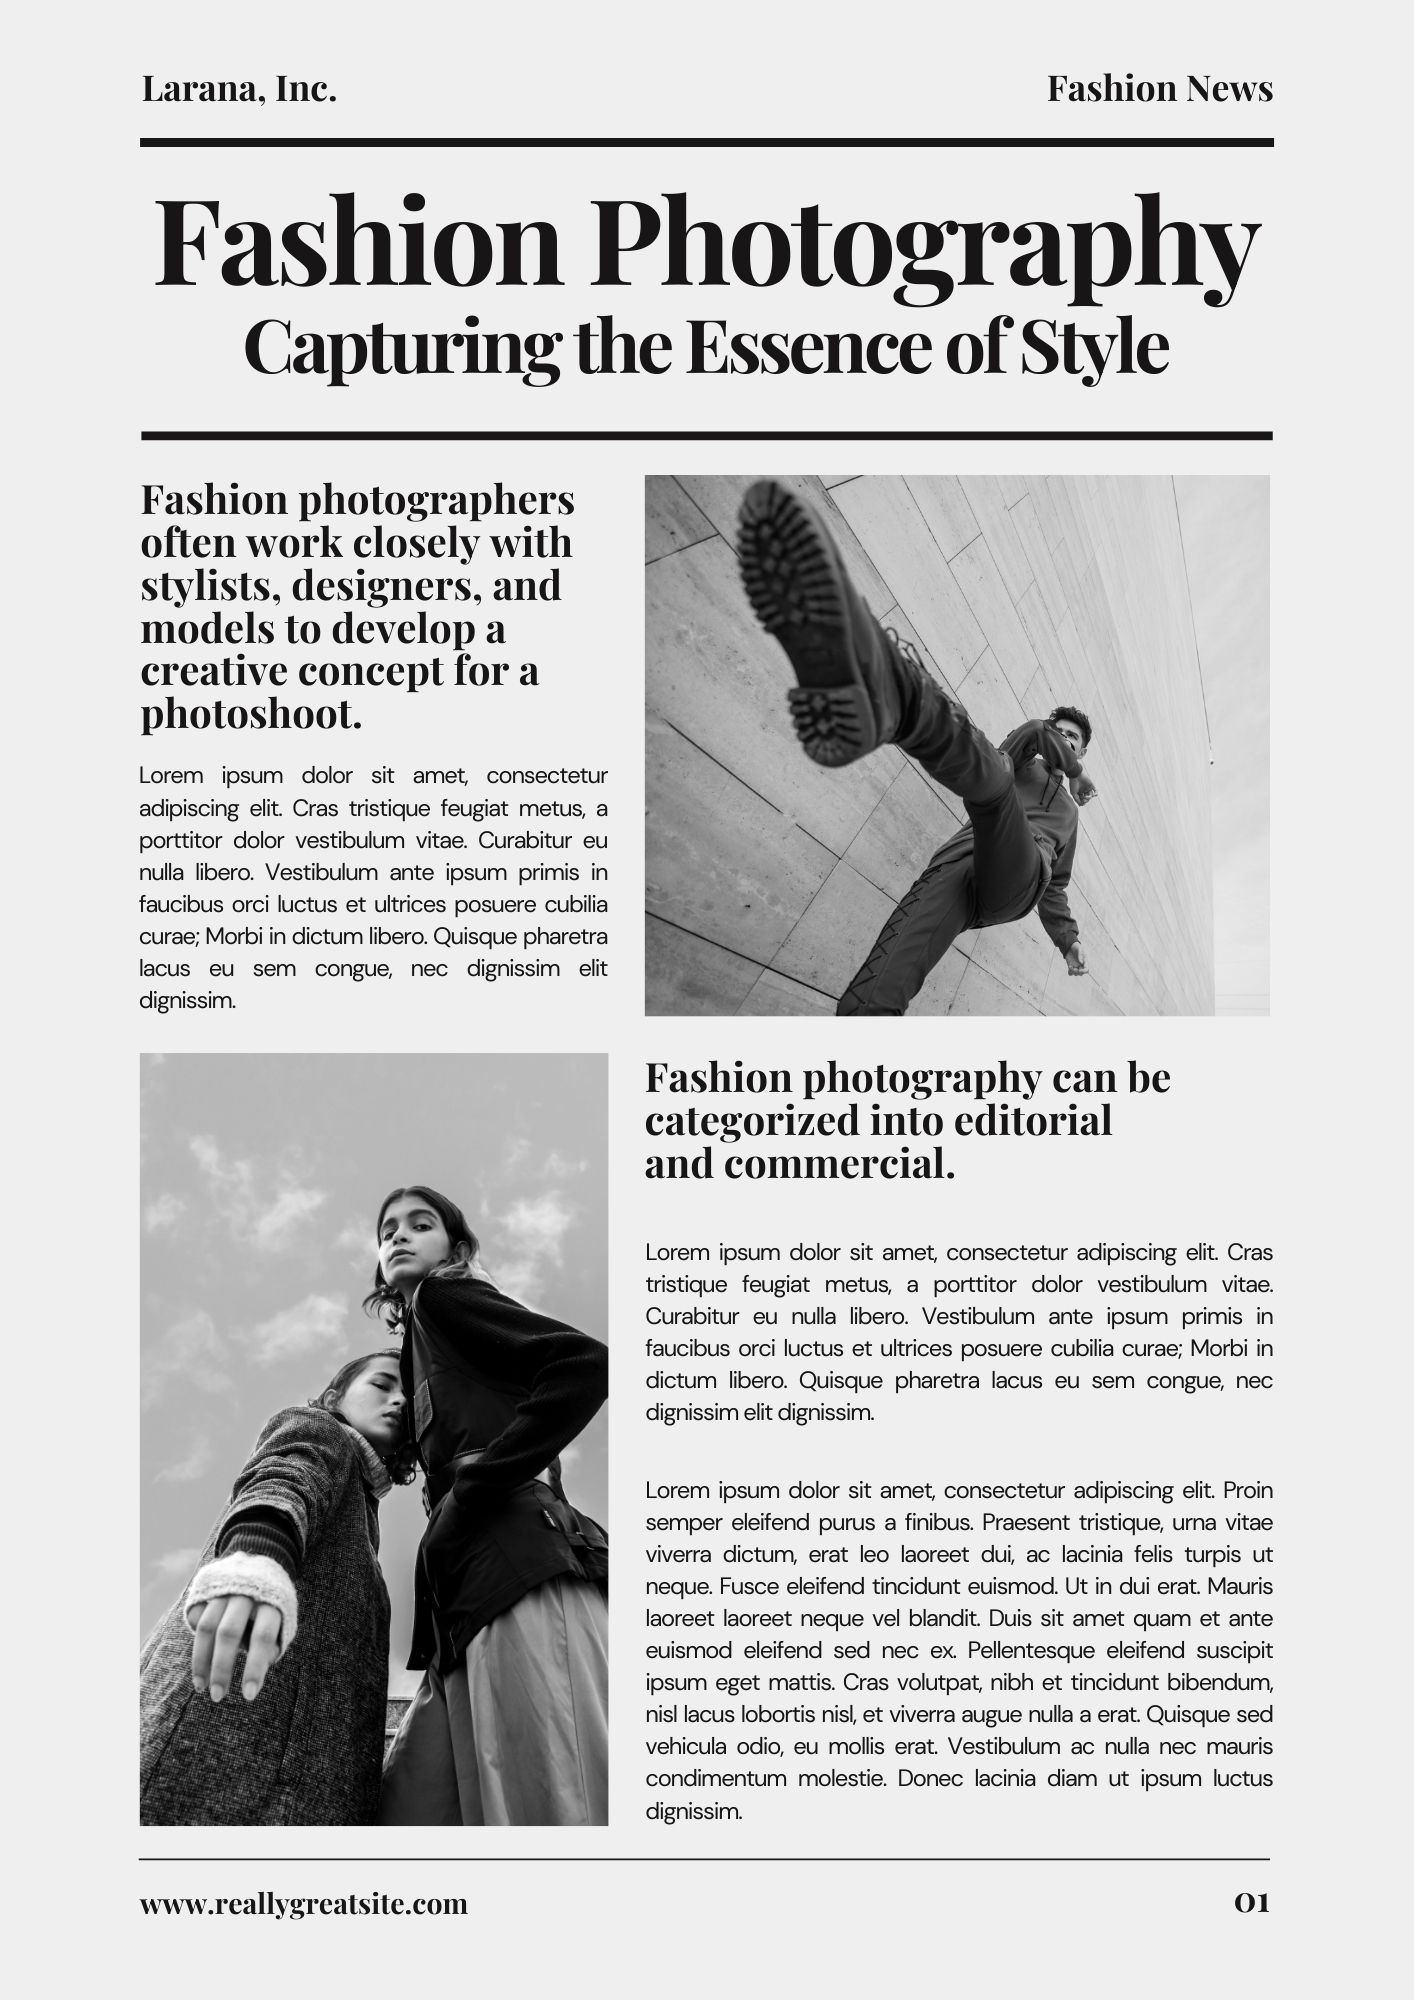 Larana, Inc.
Fashion News
Fashion Photography
Capturing the Essence of Style
Fashion photographers
often work closely with
stylists, designers, and
models to develop a
creative concept for a
photoshoot.
Lorem ipsum dolor sit amet, consectetur
adipiscing elit. Cras tristique feugiat metus, a
porttitor dolor vestibulum vitae. Curabitur eu
nulla libero. Vestibulum ante ipsum primis in
faucibus orci luctus et ultrices posuere cubilia
curae; Morbi in dictum libero. Quisque pharetra
lacus eu sem congue, nec dignissim elit
dignissim.
Fashion photography can be
categorized into editorial
and commercial.
Lorem ipsum dolor sit amet, consectetur adipiscing elit. Cras
tristique feugiat metus, a porttitor dolor vestibulum vitae.
Curabitur eu nulla libero. Vestibulum ante ipsum primis in
faucibus orci luctus et ultrices posuere cubilia curae; Morbi in
dictum libero. Quisque pharetra lacus eu sem congue, nec
dignissim elit dignissim.
Lorem ipsum dolor sit amet, consectetur adipiscing elit. Proin
semper eleifend purus a finibus. Praesent tristique, urna vitae
viverra dictum, erat leo laoreet dui, ac lacinia felis turpis ut
neque. Fusce eleifend tincidunt euismod. Ut in dui erat. Mauris
laoreet laoreet neque vel blandit. Duis sit amet quam et ante
euismod eleifend sed nec ex. Pellentesque eleifend suscipit
ipsum eget mattis. Cras volutpat, nibh et tincidunt bibendum,
nisl lacus lobortis nisl, et viverra augue nulla a erat. Quisque sed
vehicula odio, eu mollis erat. Vestibulum ac nulla nec mauris
condimentum molestie. Donec lacinia diam ut ipsum luctus
dignissim.
www.reallygreatsite.com
01